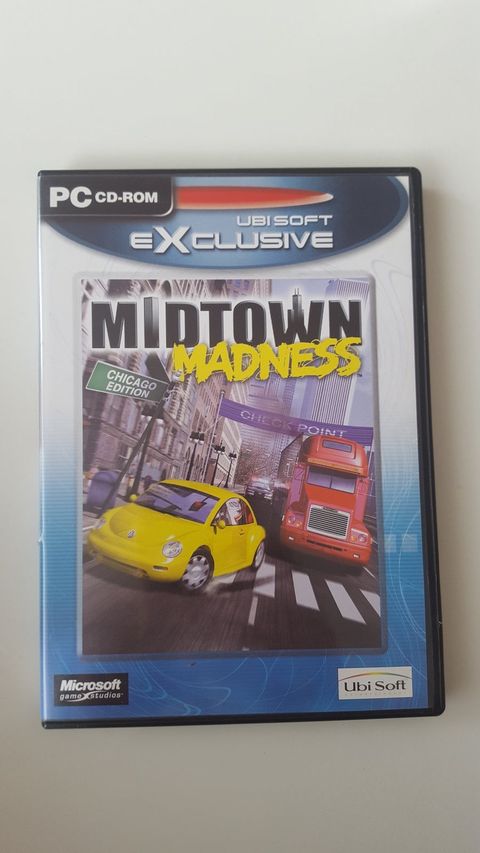 PC CD-ROM
UBI SOFT
eXclusive
MIDTOWN
MADNESS
CHICAGO
EDITION
CHECK POINT
Microsoft
game studios
Ubi Soft